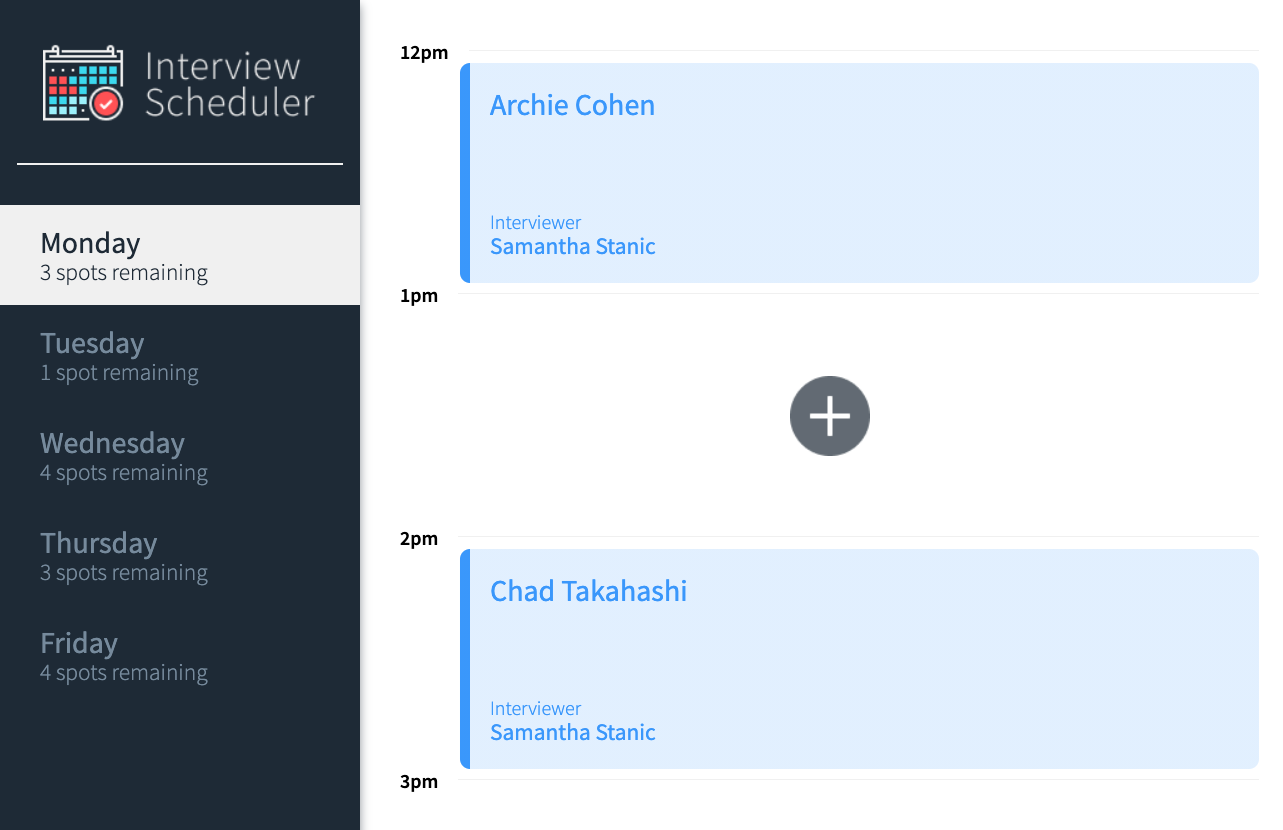 Interview
Scheduler
Monday
3 spots remaining
Tuesday
1 spot remaining
Wednesday
4 spots remaining
Thursday
3 spots remaining
Friday
4 spots remaining
12pm
Archie Cohen
Interviewer
Samantha Stanic
1pm
2pm
Chad Takahashi
Interviewer
Samantha Stanic
3pm